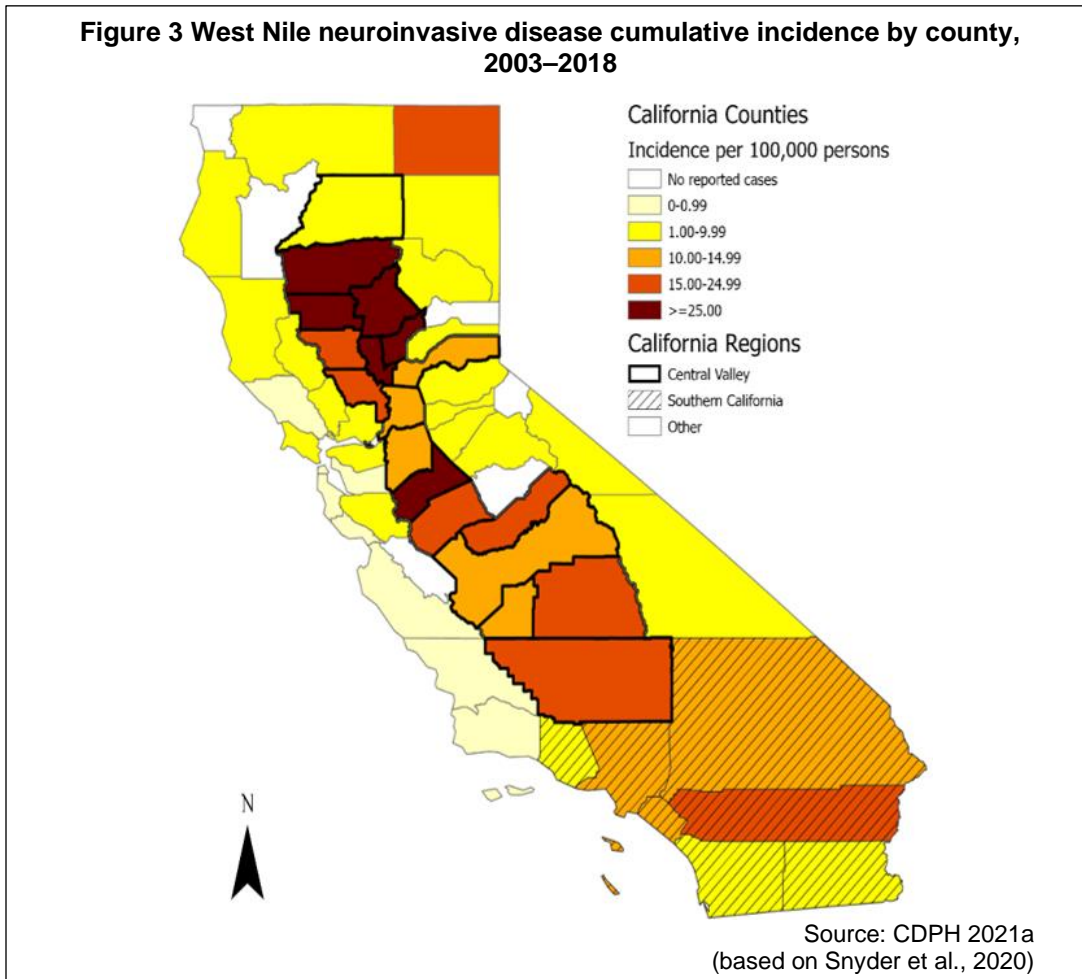 Figure 3 West Nile neuroinvasive disease cumulative incidence by county,
2003–2018
California Counties
Incidence per 100,000 persons
No reported cases
0-0.99
1.00-9.99
10.00-14.99
15.00-24.99
>=25.00
California Regions
Central Valley
Southern California
Other
N
Source: CDPH 2021a
(based on Snyder et al., 2020)